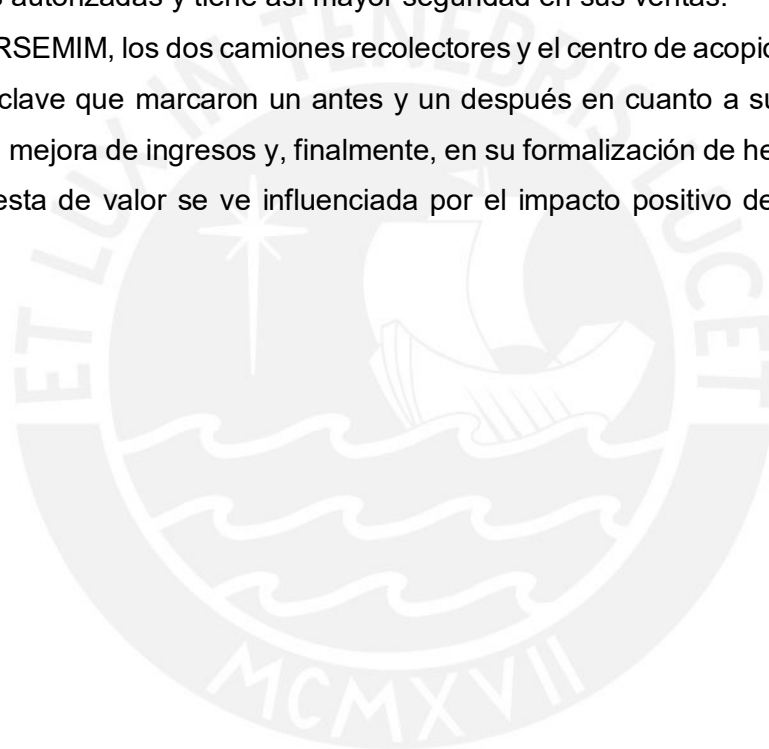 s autorizadas y tiene así mayor seguridad en sus ventas.
RSEMIM, los dos camiones recolectores y el centro de acopio
clave que marcaron un antes y un después en cuanto a su
mejora de ingresos y, finalmente, en su formalización de he
esta de valor se ve influenciada por el impacto positivo de
ET LUX IN TENEBRIS LUCET
MCMXVII